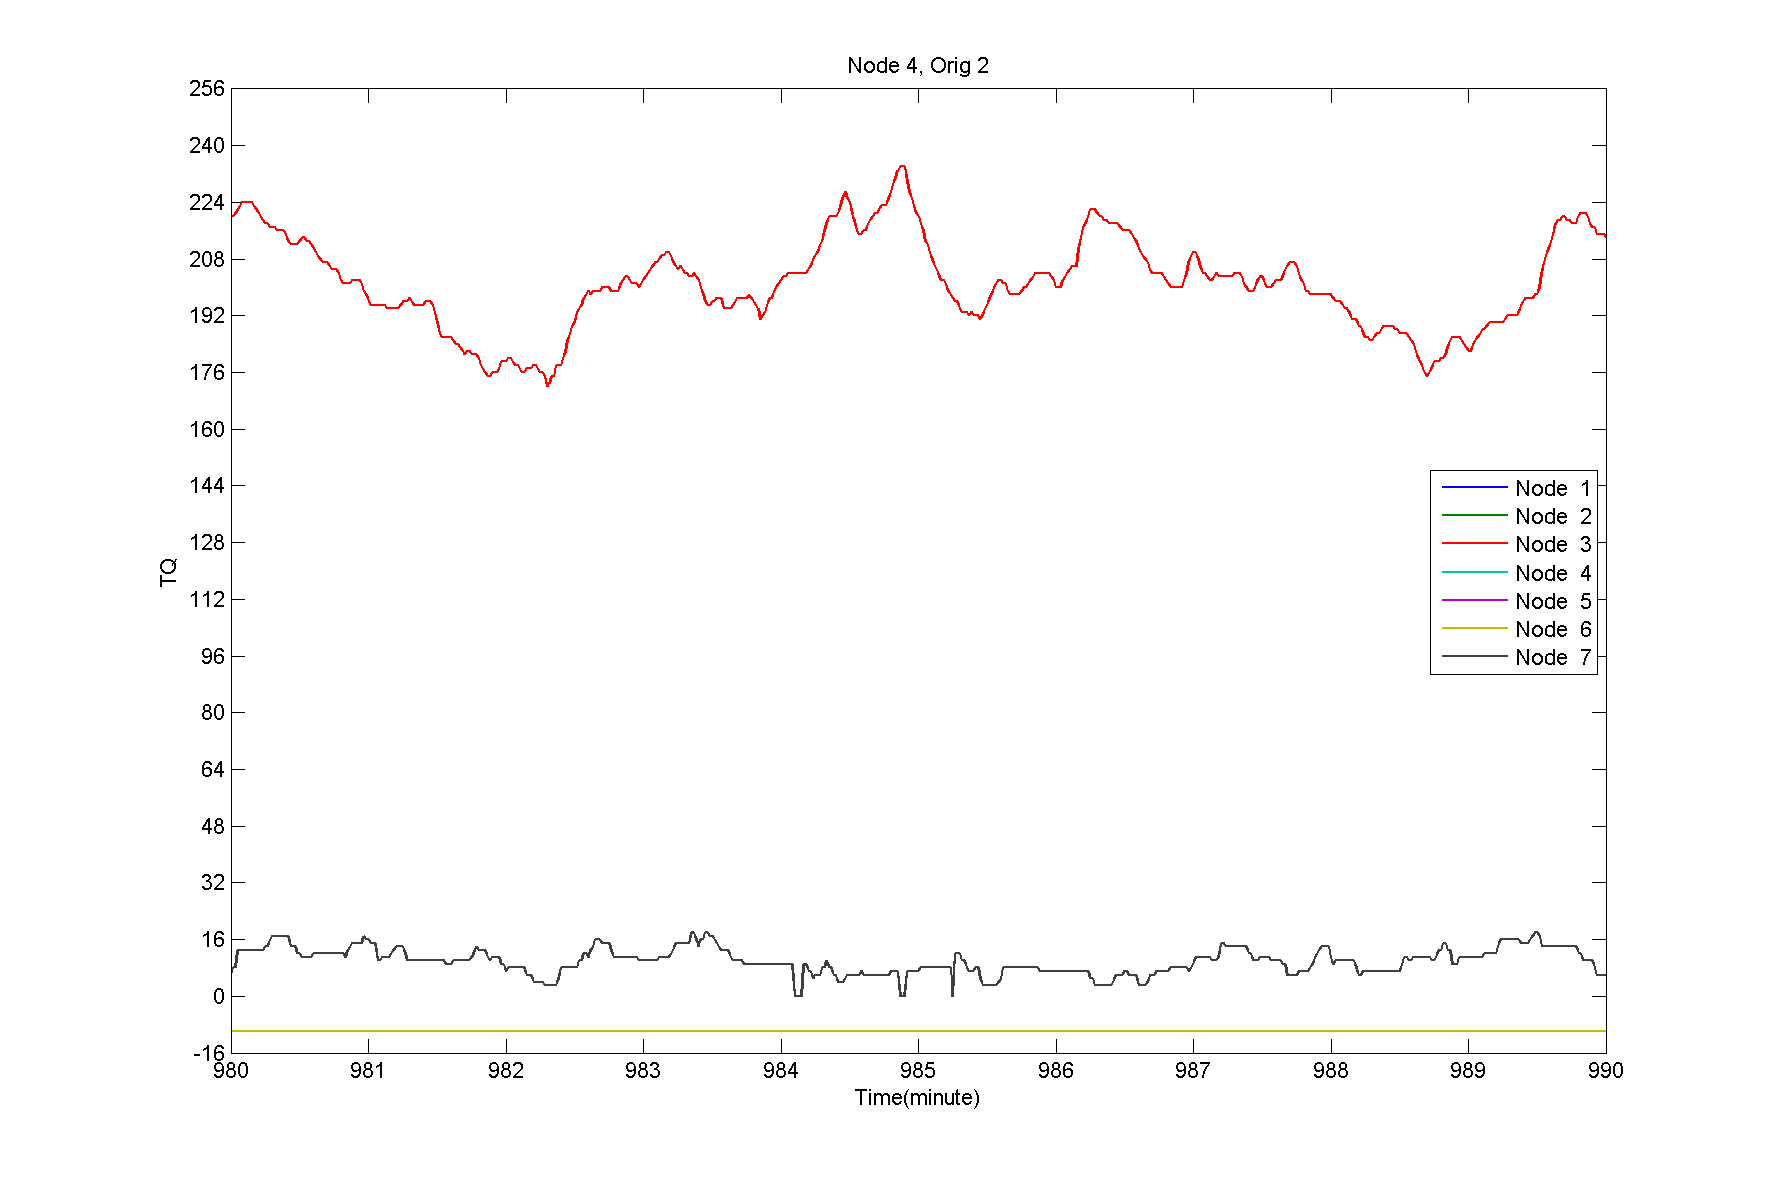 Node 4, Orig 2
256
240
224
208
192
176
160
144
128
112
96
80
64
48
32
16
0
-16
TQ
Node 1
Node 2
Node 3
Node 4
Node 5
Node 6
Node 7
980 981 982 983 984 985 986 987 988 989 990
Time(minute)